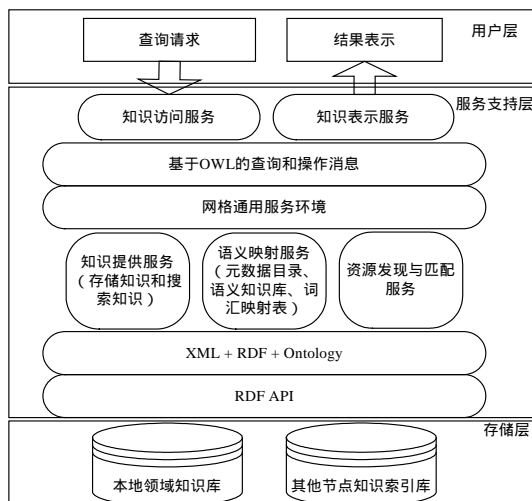 用户层
查询请求
结果表示
服务支持层
知识访问服务
知识表示服务
基于OWL的查询和操作消息
网格通用服务环境
知识提供服务
（存储知识和搜
索知识）
语义映射服务
（元数据目录、
语义知识库、词
汇映射表）
资源发现与匹配
服务
XML + RDF + Ontology
RDF API
存储层
本地领域知识库
其他节点知识索引库